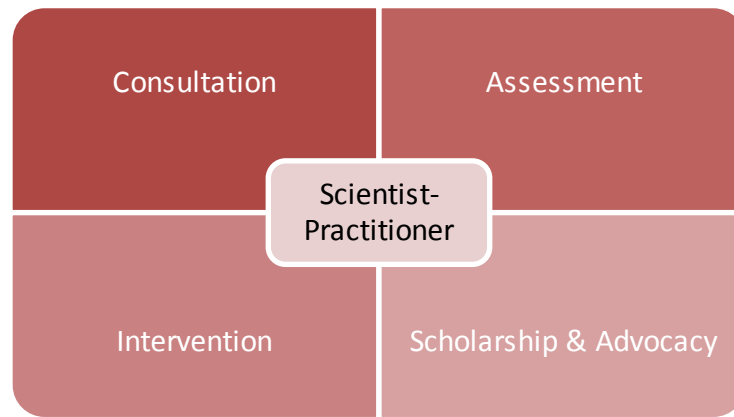 Consultation
Assessment
Scientist-
Practitioner
Intervention
Scholarship & Advocacy